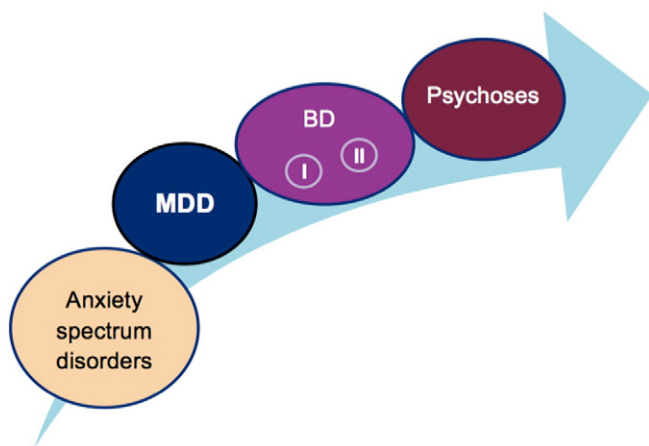 Psychoses
BD
I
II
MDD
Anxiety
spectrum
disorders